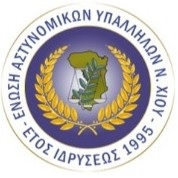 ΕΝΩΣΗ ΑΣΤΥΝΟΜΙΚΩΝ ΥΠΑΛΛΗΛΩΝ Ν. ΧΙΟΥ
- ΕΤΟΣ ΙΔΡΥΣΕΩΣ 1995 -